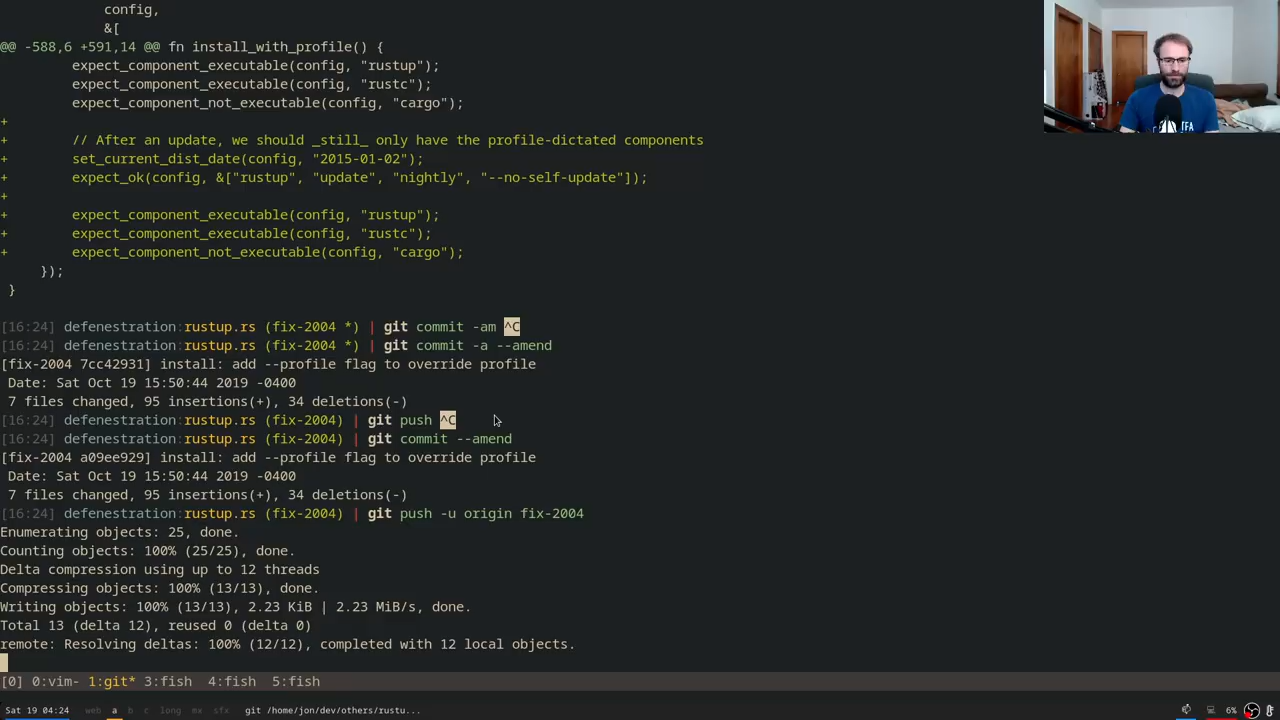 config,
&[
@@ -588,6 +591,14 @@ fn install_with_profile() {
expect_component_executable(config, "rustup");
expect_component_executable(config, "rustc");
expect_component_not_executable(config, "cargo");
+
+ // After an update, we should _still_ only have the profile-dictated components
+ set_current_dist_date(config, "2015-01-02");
+ expect_ok(config, &["rustup", "update", "nightly", "--no-self-update"]);
+
+ expect_component_executable(config, "rustup");
+ expect_component_executable(config, "rustc");
+ expect_component_not_executable(config, "cargo");
});
}
[16:24] defenestration:rustup.rs (fix-2004 *) | git commit -am ^C
[16:24] defenestration:rustup.rs (fix-2004 *) | git commit -a --amend
[fix-2004 7cc42931] install: add --profile flag to override profile
Date: Sat Oct 19 15:50:44 2019 -0400
7 files changed, 95 insertions(+), 34 deletions(-)
[16:24] defenestration:rustup.rs (fix-2004) | git push ^C
[16:24] defenestration:rustup.rs (fix-2004) | git commit --amend
[fix-2004 a09ee929] install: add --profile flag to override profile
Date: Sat Oct 19 15:50:44 2019 -0400
7 files changed, 95 insertions(+), 34 deletions(-)
[16:24] defenestration:rustup.rs (fix-2004) | git push -u origin fix-2004
Enumerating objects: 25, done.
Counting objects: 100% (25/25), done.
Delta compression using up to 12 threads
Compressing objects: 100% (13/13), done.
Writing objects: 100% (13/13), 2.23 KiB | 2.23 MiB/s, done.
Total 13 (delta 12), reused 0 (delta 0)
remote: Resolving deltas: 100% (12/12), completed with 12 local objects.
[0] 0:vim- 1:git* 3:fish 4:fish 5:fish
Sat 19 04:24 web a b c long mx sfx git /home/jon/dev/others/rustu... 6%